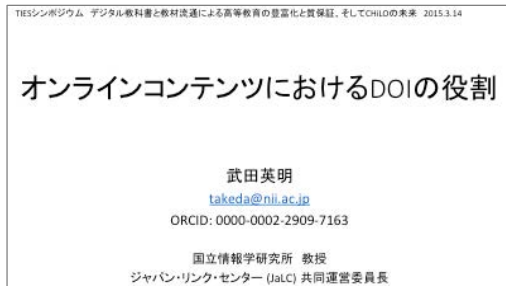 TIESシンポジウム デジタル教科書と教材流通による高等教育の豊富化と質保証、そしてCHiLOの未来 2015.3.14
オンラインコンテンツにおけるDOIの役割
武田英明
takeda@nii.ac.jp
ORCID: 0000-0002-2909-7163
国立情報学研究所 教授
ジャパン・リンク・センター (JaLC) 共同運営委員長